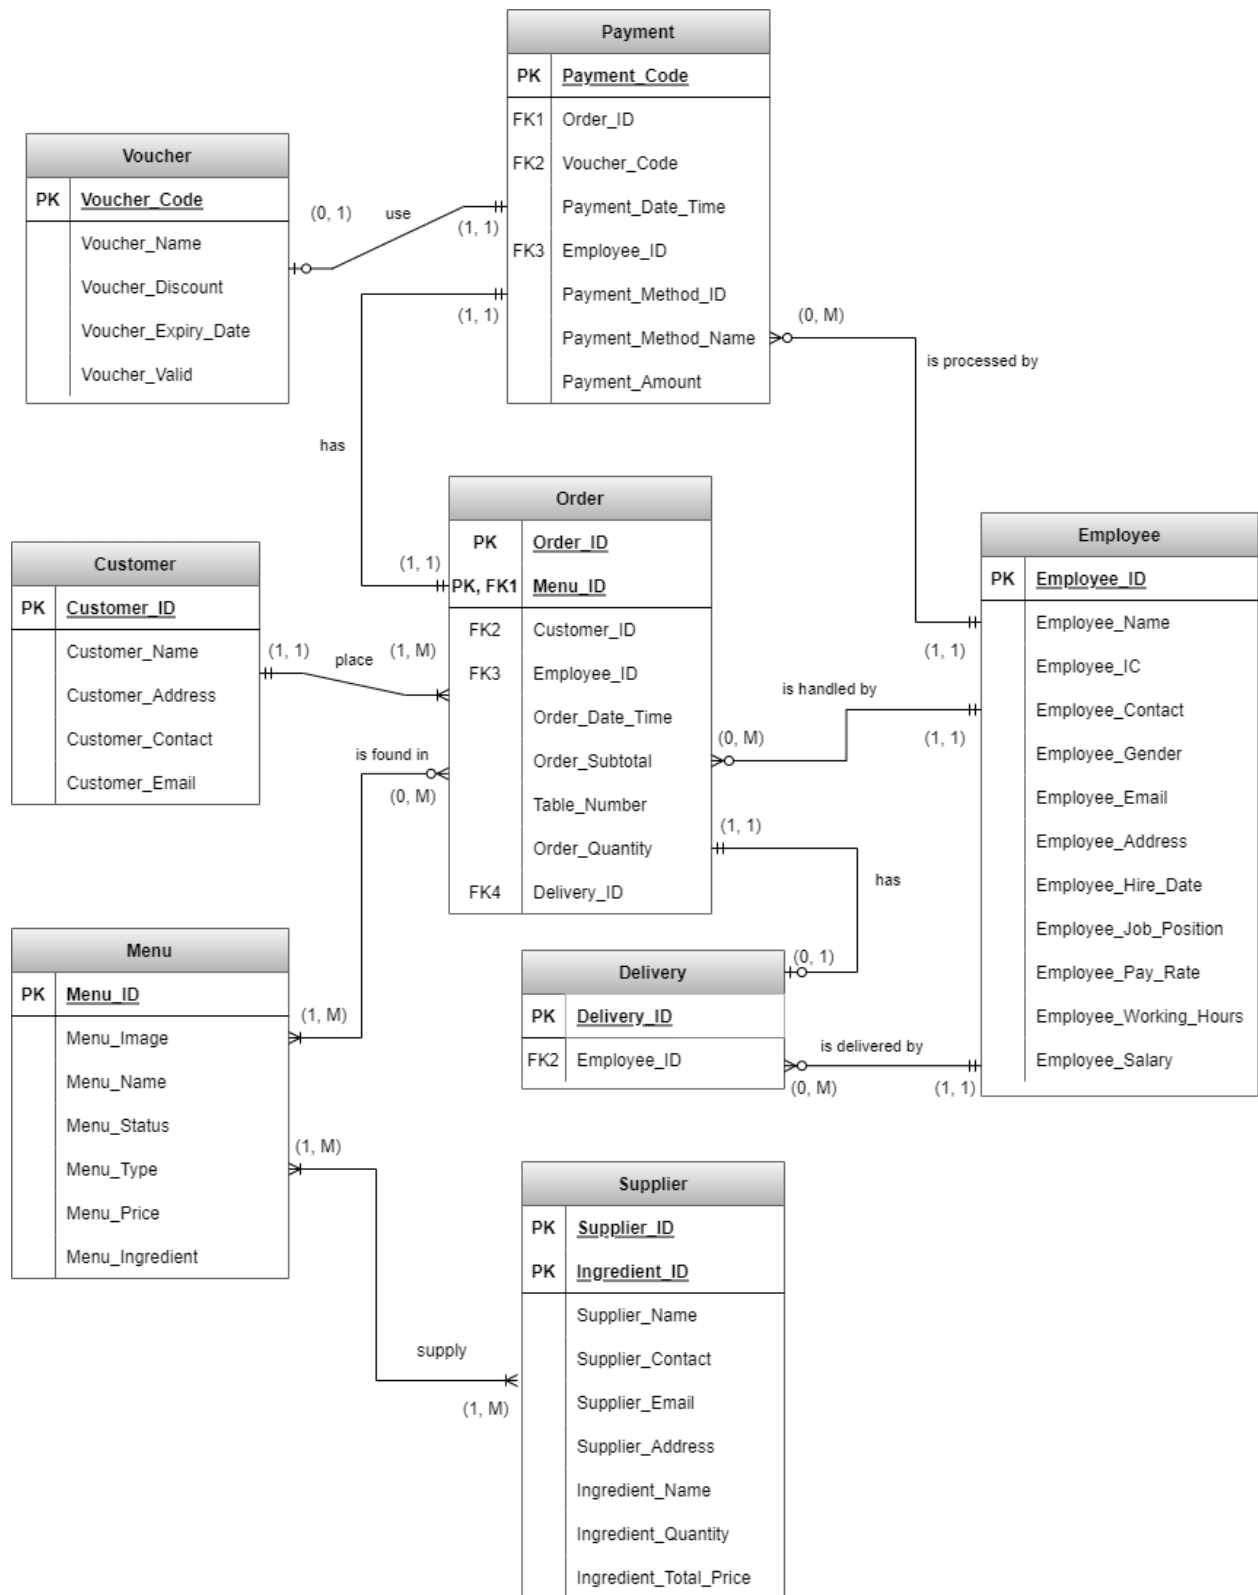 Payment
PK Payment_Code
FK1 Order_ID
FK2 Voucher_Code
Payment_Date_Time
FK3 Employee_ID
Payment_Method_ID
Payment_Method_Name
Payment_Amount
Voucher
PK Voucher_Code
Voucher_Name
Voucher_Discount
Voucher_Expiry_Date
Voucher_Valid
(0, 1)
use
(1, 1)
(1, 1)
(0, M)
is processed by
has
Order
PK Order_ID
PK, FK1 Menu_ID
FK2 Customer_ID
FK3 Employee_ID
Order_Date_Time
Order_Subtotal
Table_Number
Order_Quantity
FK4 Delivery_ID
Customer
PK Customer_ID
Customer_Name
Customer_Address
Customer_Contact
Customer_Email
(1, 1)
(1, 1)
place
(1, M)
is found in
(0, M)
Employee
PK Employee_ID
Employee_Name
Employee_IC
Employee_Contact
Employee_Gender
Employee_Email
Employee_Address
Employee_Hire_Date
Employee_Job_Position
Employee_Pay_Rate
Employee_Working_Hours
Employee_Salary
(1, 1)
is handled by
(0, M)
(1, 1)
(1, 1)
has
(0, 1)
Menu
PK Menu_ID
Menu_Image
Menu_Name
Menu_Status
Menu_Type
Menu_Price
Menu_Ingredient
(1, M)
(1, M)
Delivery
PK Delivery_ID
FK2 Employee_ID
is delivered by
(0, M)
(1, 1)
supply
(1, M)
Supplier
PK Supplier_ID
PK Ingredient_ID
Supplier_Name
Supplier_Contact
Supplier_Email
Supplier_Address
Ingredient_Name
Ingredient_Quantity
Ingredient_Total_Price